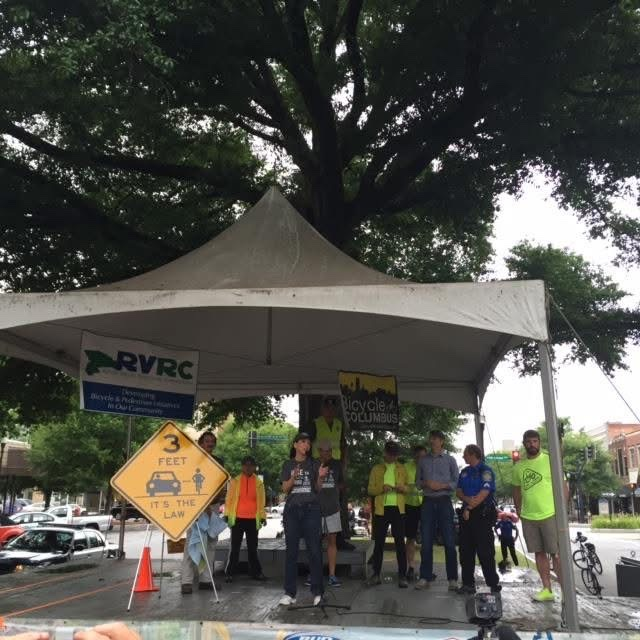 RVRC
Developing
Bicycle & Pedestrian Initiatives
In Our Community
Bicycle
COLUMBUS
3
FEET
IT'S THE
LAW